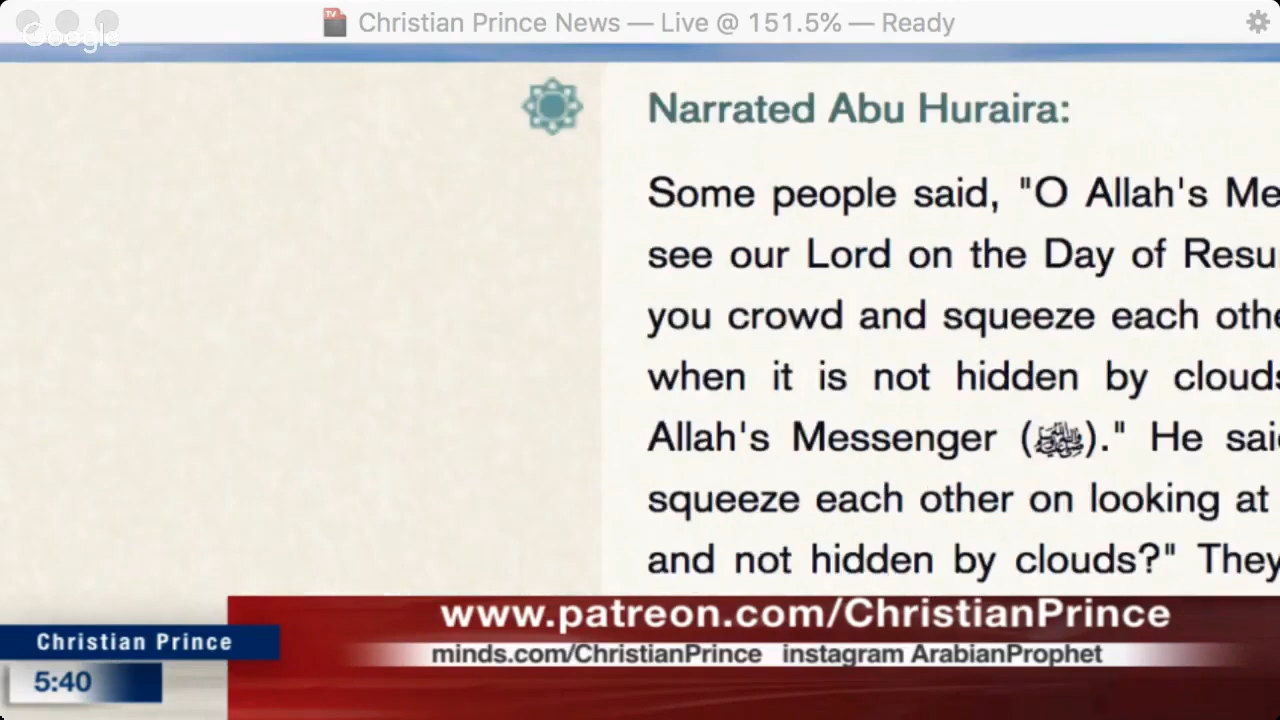 Christian Prince News — Live @ 151.5% — Ready
Google
TV
Narrated Abu Huraira:
Some people said, "O Allah's Me
see our Lord on the Day of Resu
you crowd and squeeze each othe
when it is not hidden by clouds
Allah's Messenger (ﷺ)." He said
squeeze each other on looking at
and not hidden by clouds?" They
www.patreon.com/ChristianPrince
minds.com/ChristianPrince instagram ArabianProphet
Christian Prince
5:40